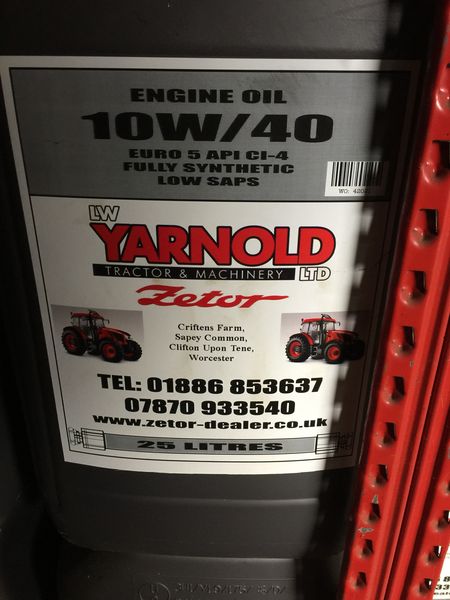 ENGINE OIL
10W/40
EURO 5 API CI-4
FULLY SYNTHETIC
LOW SAPS
LW
YARNOLD
TRACTOR & MACHINERY LTD
Zetor
Criftens Farm,
Sapey Common,
Clifton Upon Tene,
Worcester
TEL: 01886 853637
07870 933540
www.zetor-dealer.co.uk
25 LITRES